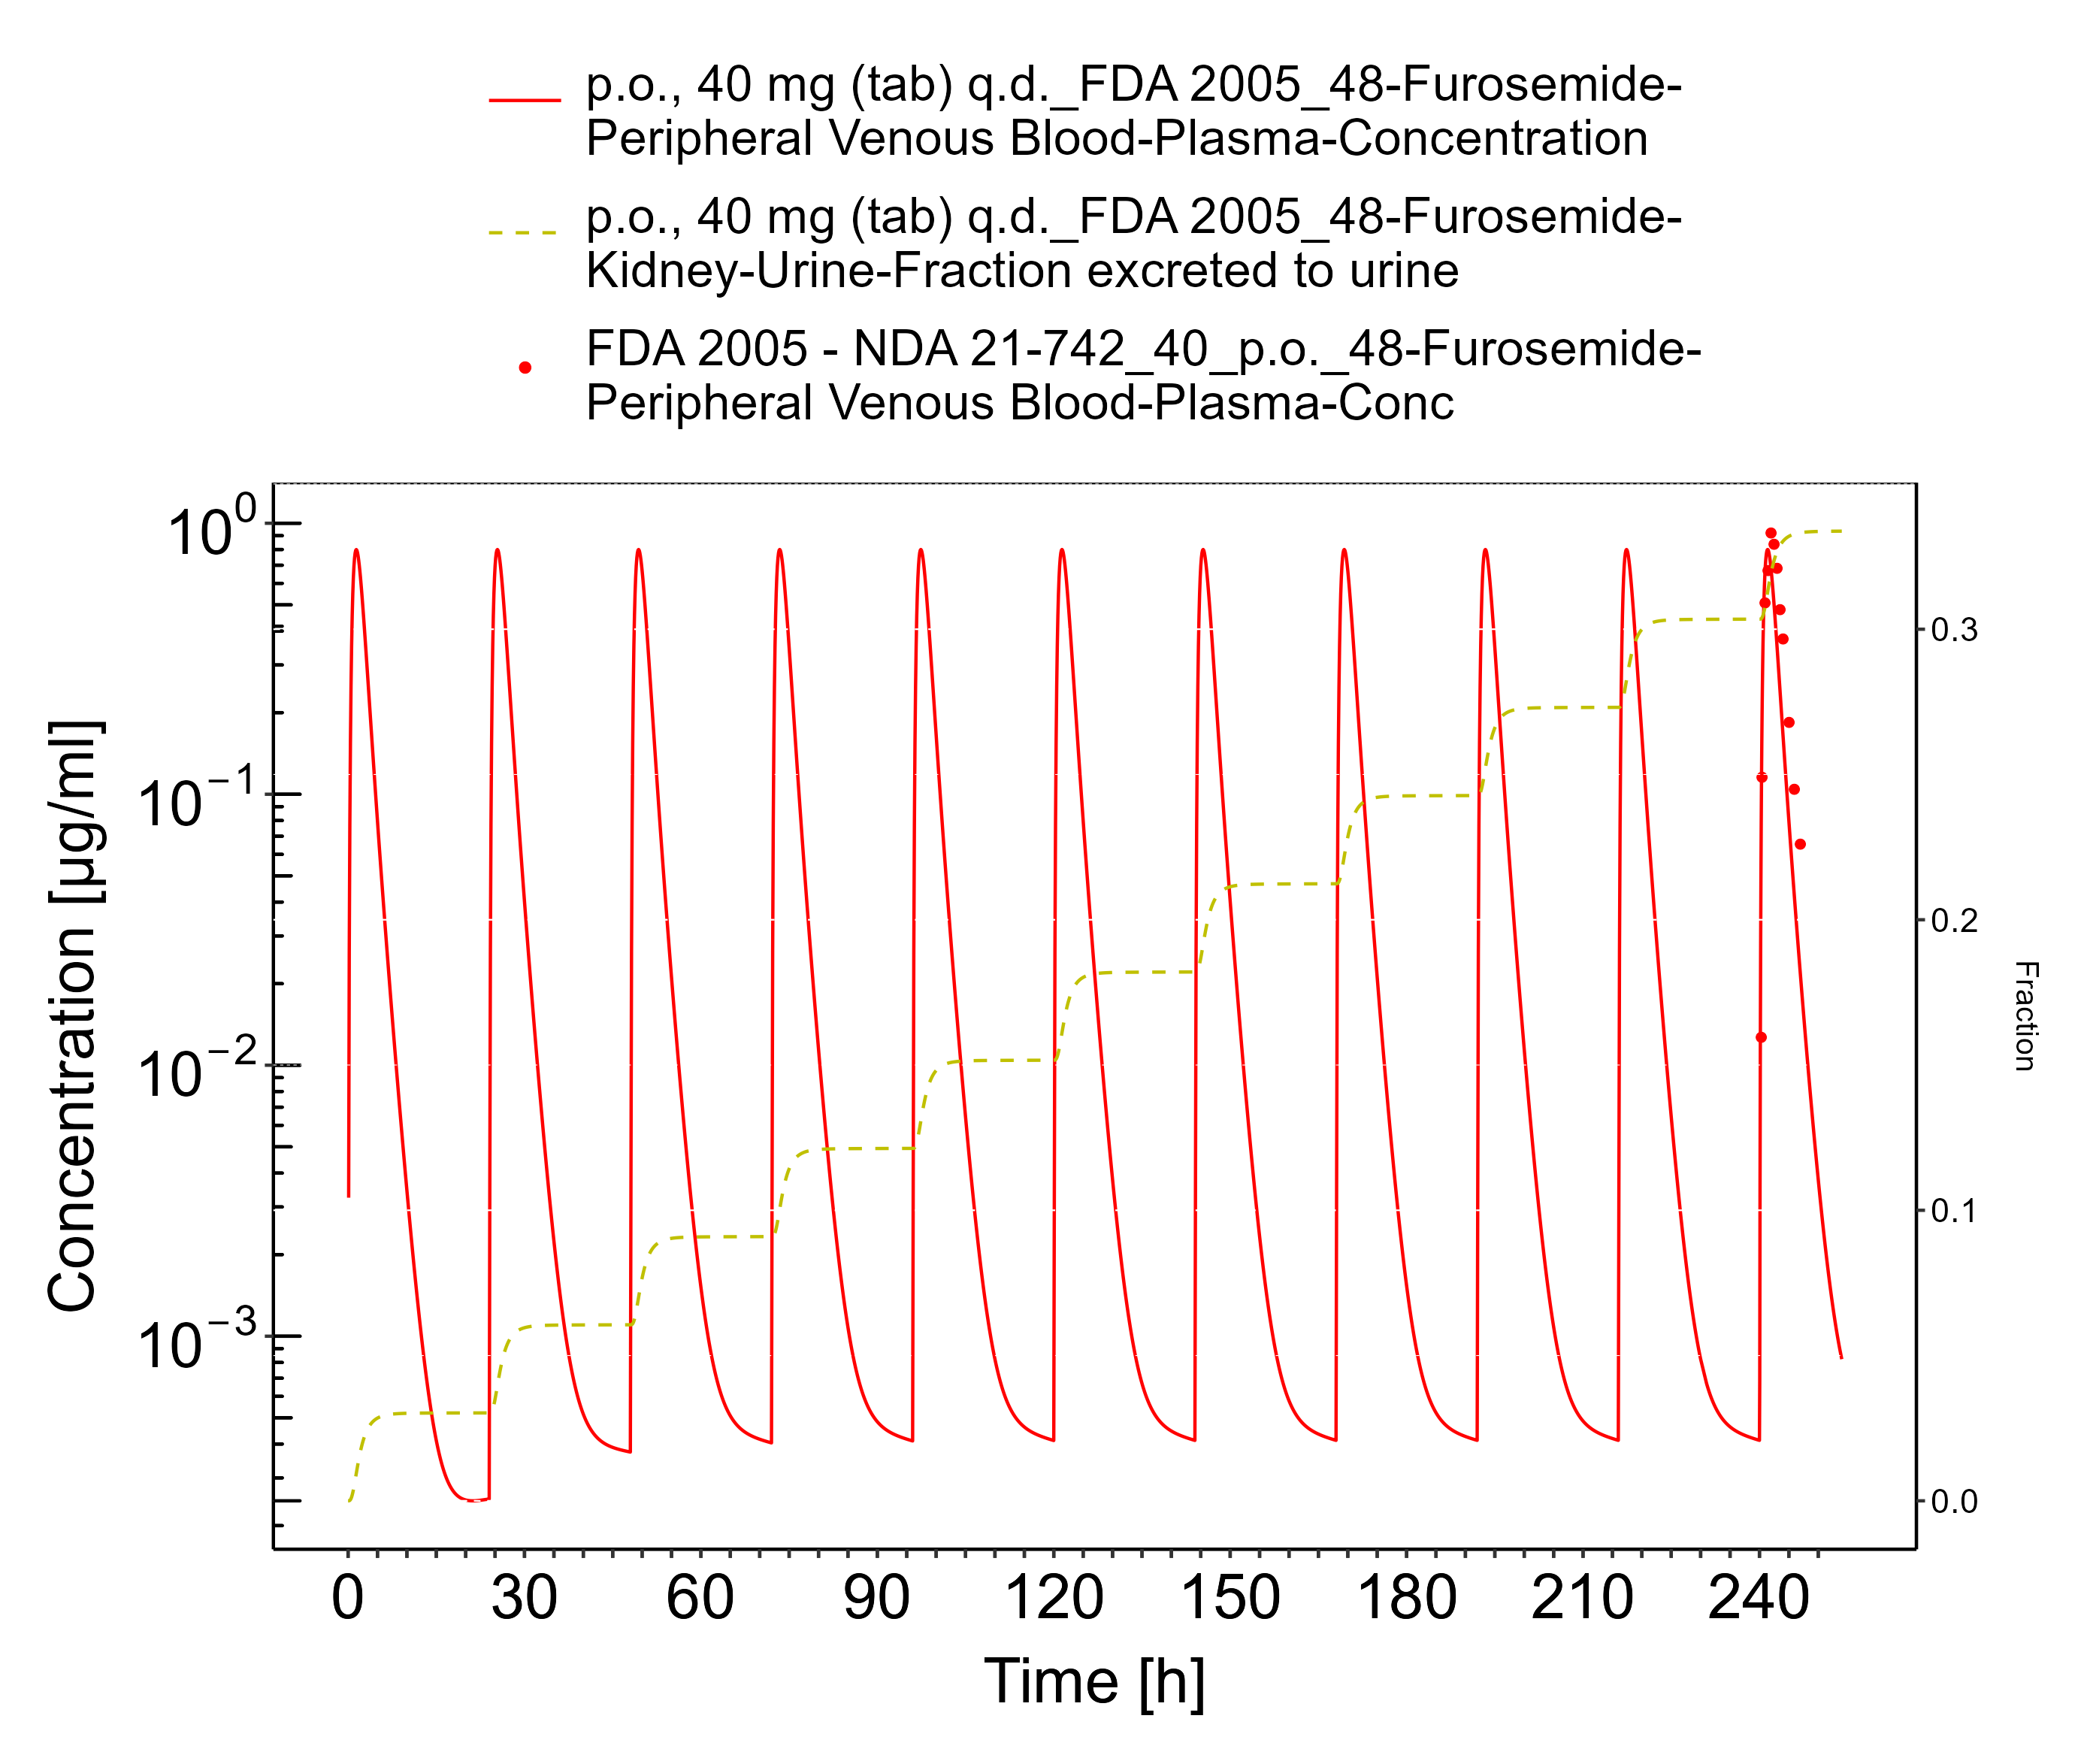 p.o., 40 mg (tab) q.d._FDA 2005_48-Furosemide-
Peripheral Venous Blood-Plasma-Concentration
p.o., 40 mg (tab) q.d._FDA 2005_48-Furosemide-
Kidney-Urine-Fraction excreted to urine
FDA 2005 - NDA 21-742_40_p.o._48-Furosemide-
Peripheral Venous Blood-Plasma-Conc
10⁰
10⁻¹
10⁻²
10⁻³
Concentration [µg/ml]
0.3
0.2
0.1
0.0
Fraction
0 30 60 90 120 150 180 210 240
Time [h]